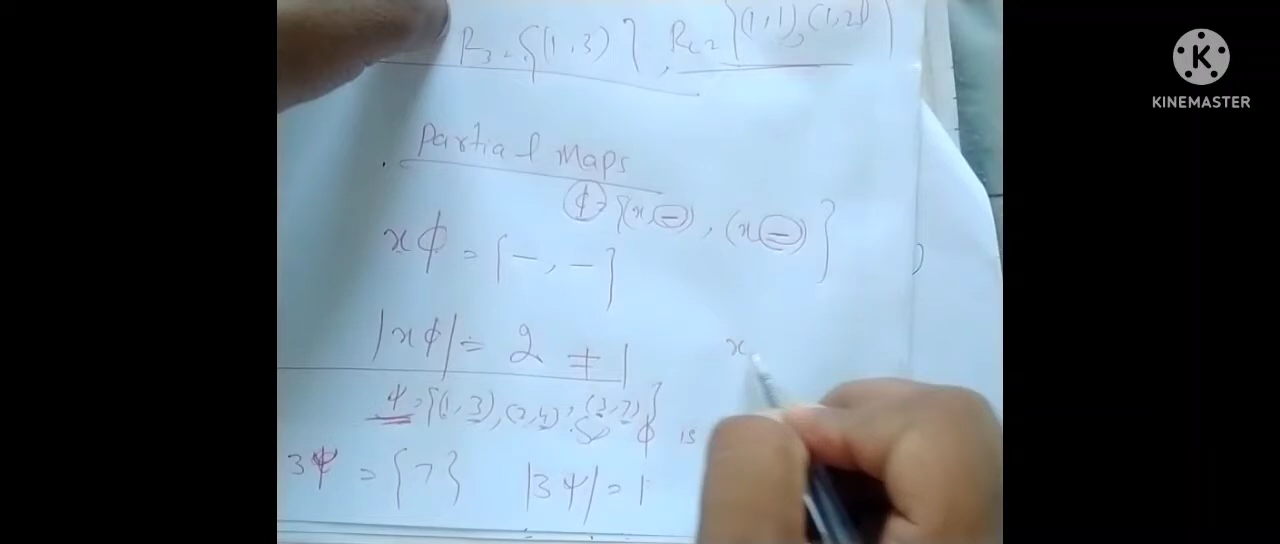 R₃ = {(1, 3)}, R₄ = {(1, 1), (1, 2)}
KINEMASTER
Partial Maps
ϕ = {(x, –), (x –)}
xϕ = {–, –}
|xϕ| = 2 ≠ 1
x
Ψ = {(1, 3), (2, 4), (3, 7)}
So ϕ is
3Ψ = {7} |3Ψ| = 1